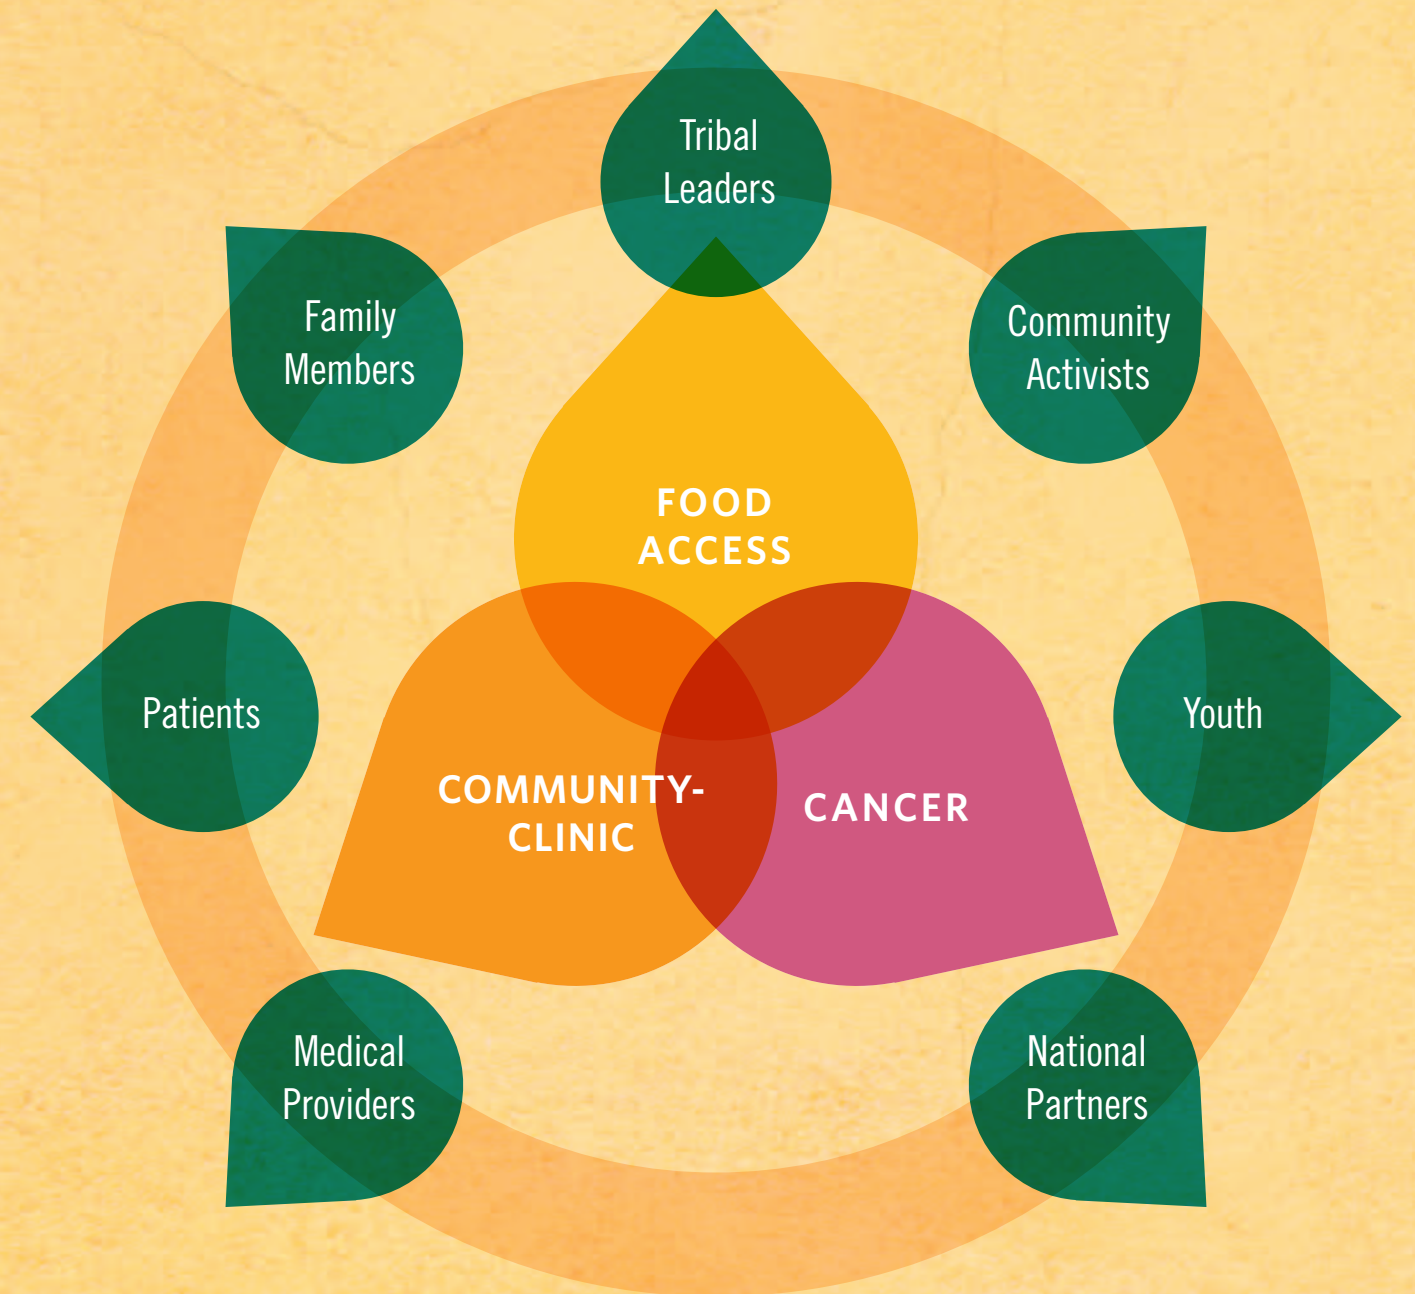 Tribal
Leaders
Family
Members
Community
Activists
FOOD
ACCESS
Patients
Youth
COMMUNITY-
CLINIC
CANCER
Medical
Providers
National
Partners